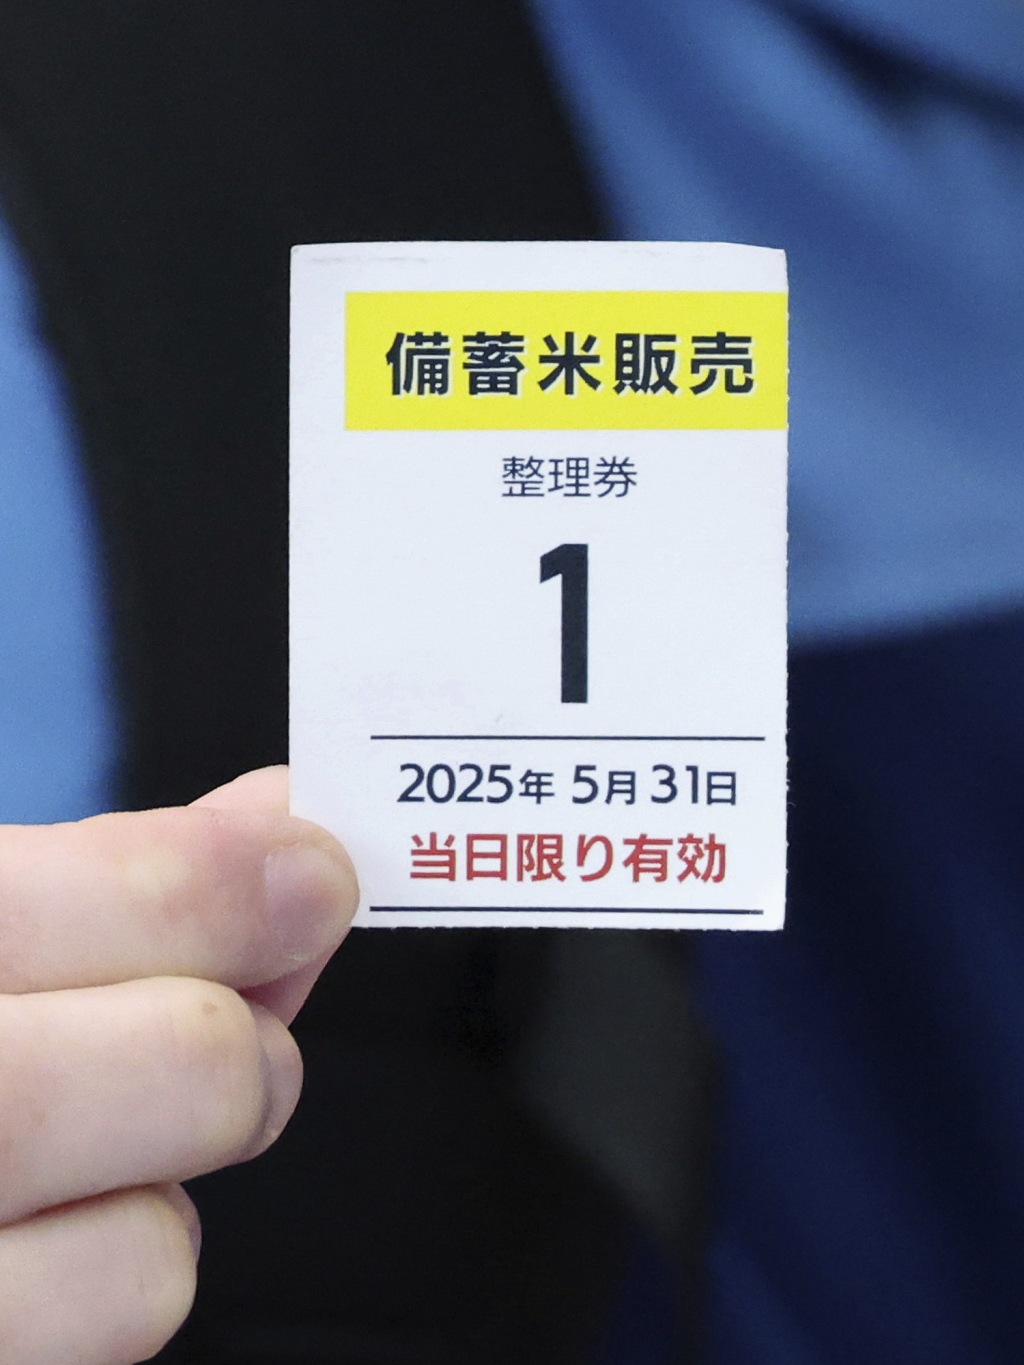 備蓄米販売
整理券
1
2025年 5月31日
当日限り有効